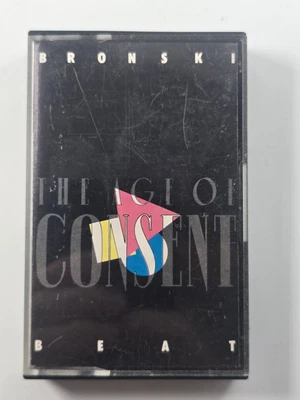 BRONSKI
THE AGE OF
CONSENT
BEAT